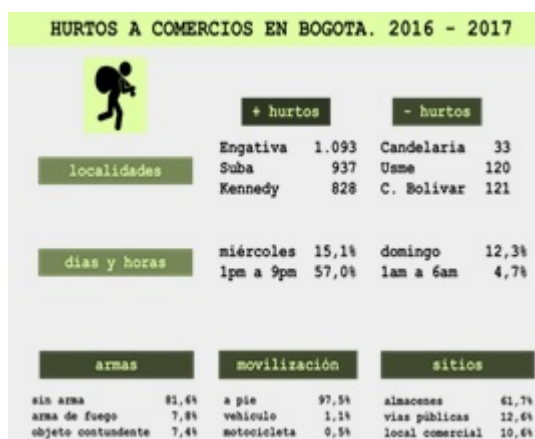 HURTOS A COMERCIOS EN BOGOTA. 2016 - 2017
+ hurtos - hurtos
localidades
Engativa 1.093 Candelaria 33
Suba 937 Usme 120
Kennedy 828 C. Bolivar 121
dias y horas
miércoles 15,1% domingo 12,3%
1pm a 9pm 57,0% 1am a 6am 4,7%
armas movilización sitios
sin arma 81,6% a pie 97,5% almacenes 61,7%
arma de fuego 7,8% vehiculo 1,1% vias públicas 12,6%
objeto contundente 7,4% motocicleta 0,5% local comercial 10,6%